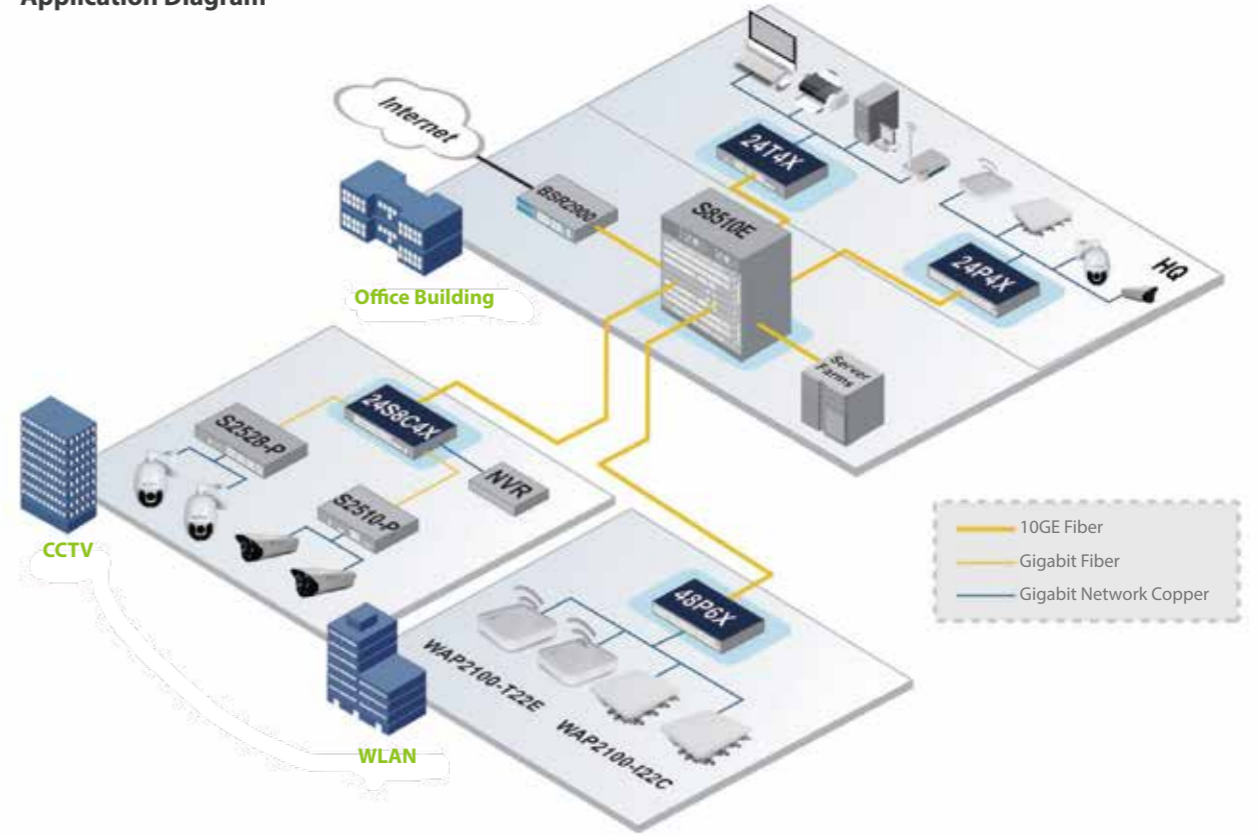 Application Diagram
Internet
BSR2900
S8510E
24T4X
24P4X
HQ
Server
Farms
Office Building
24S8C4X
S2528-P
S2510-P
NVR
CCTV
48P6X
WAP2100-T22E
WAP2100-I22C
WLAN
10GE Fiber
Gigabit Fiber
Gigabit Network Copper